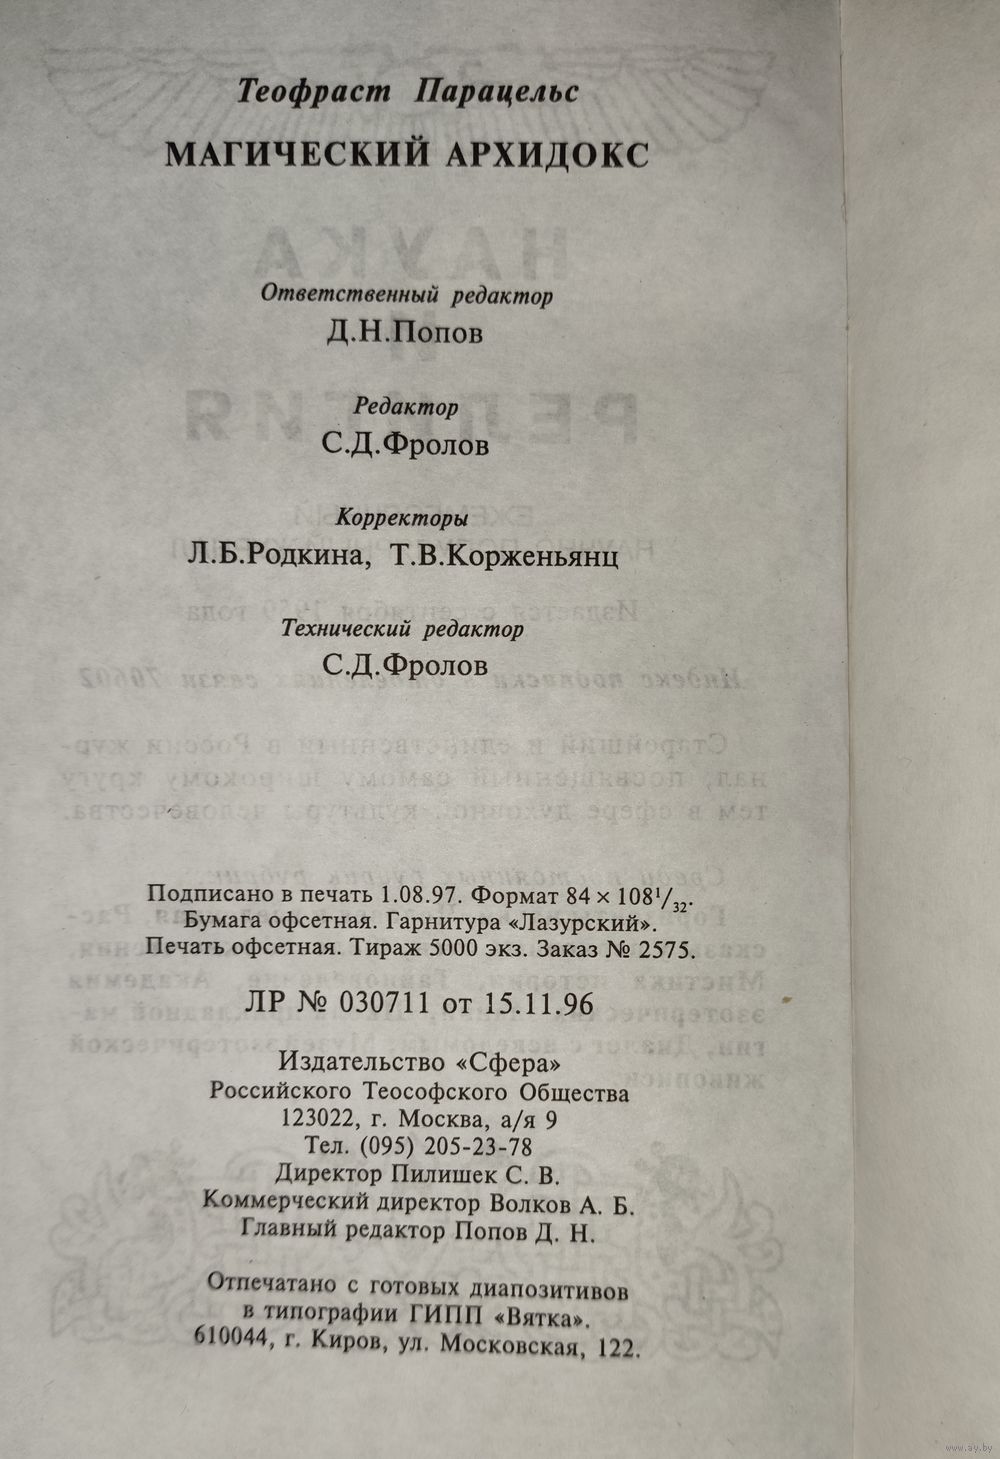 Теофраст Парацельс
МАГИЧЕСКИЙ АРХИДОКС
Ответственный редактор
Д.Н.Попов
Редактор
С.Д.Фролов
Корректоры
Л.Б.Родкина, Т.В.Корженьянц
Технический редактор
С.Д.Фролов
Подписано в печать 1.08.97. Формат 84 × 108¹/₃₂.
Бумага офсетная. Гарнитура «Лазурский».
Печать офсетная. Тираж 5000 экз. Заказ № 2575.
ЛР № 030711 от 15.11.96
Издательство «Сфера»
Российского Теософского Общества
123022, г. Москва, а/я 9
Тел. (095) 205-23-78
Директор Пилишек С. В.
Коммерческий директор Волков А. Б.
Главный редактор Попов Д. Н.
Отпечатано с готовых диапозитивов
в типографии ГИПП «Вятка».
610044, г. Киров, ул. Московская, 122.
www.ay.by